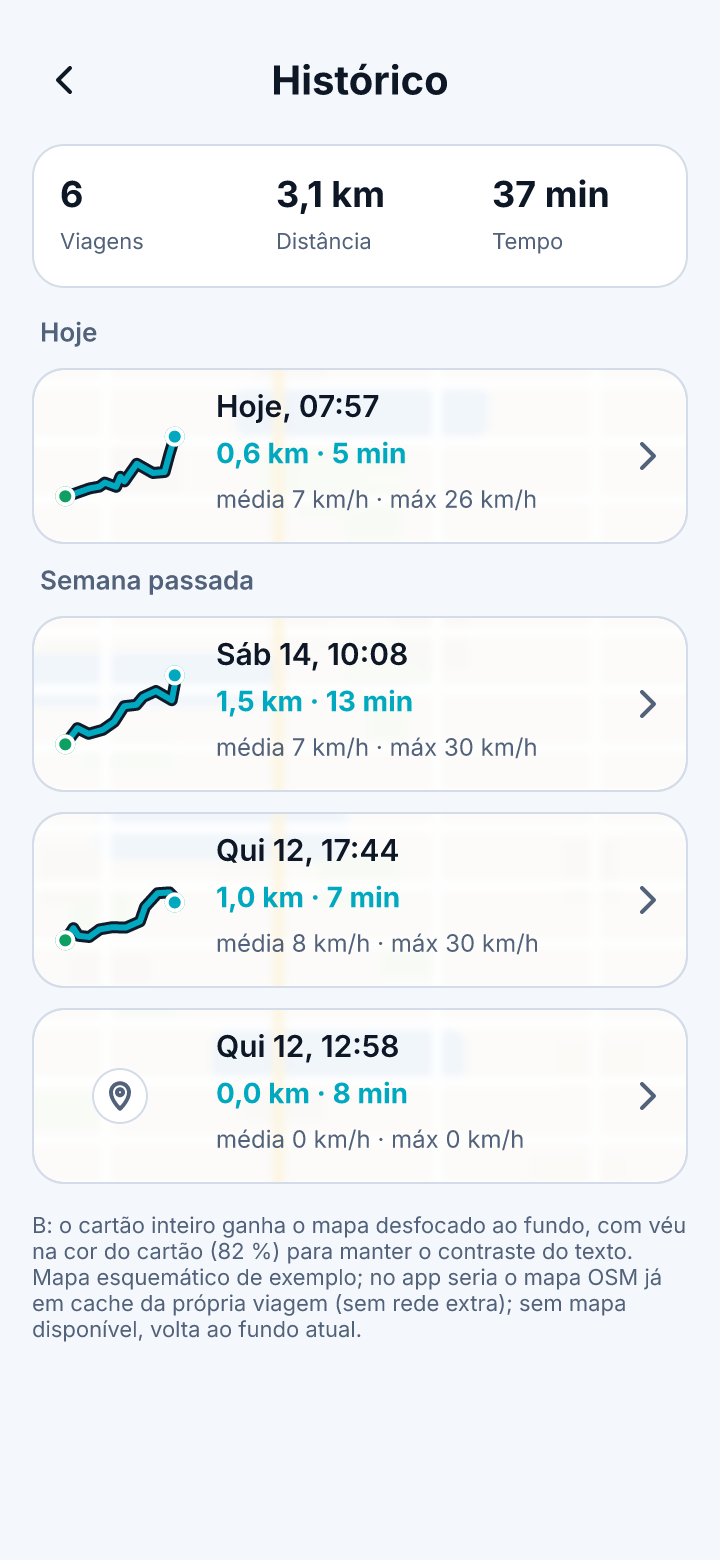 Histórico
6
3,1 km
37 min
Viagens
Distância
Tempo
Hoje
Hoje, 07:57
0,6 km · 5 min
média 7 km/h · máx 26 km/h
Semana passada
Sáb 14, 10:08
1,5 km · 13 min
média 7 km/h · máx 30 km/h
Qui 12, 17:44
1,0 km · 7 min
média 8 km/h · máx 30 km/h
Qui 12, 12:58
0,0 km · 8 min
média 0 km/h · máx 0 km/h
B: o cartão inteiro ganha o mapa desfocado ao fundo, com véu
na cor do cartão (82 %) para manter o contraste do texto.
Mapa esquemático de exemplo; no app seria o mapa OSM já
em cache da própria viagem (sem rede extra); sem mapa
disponível, volta ao fundo atual.